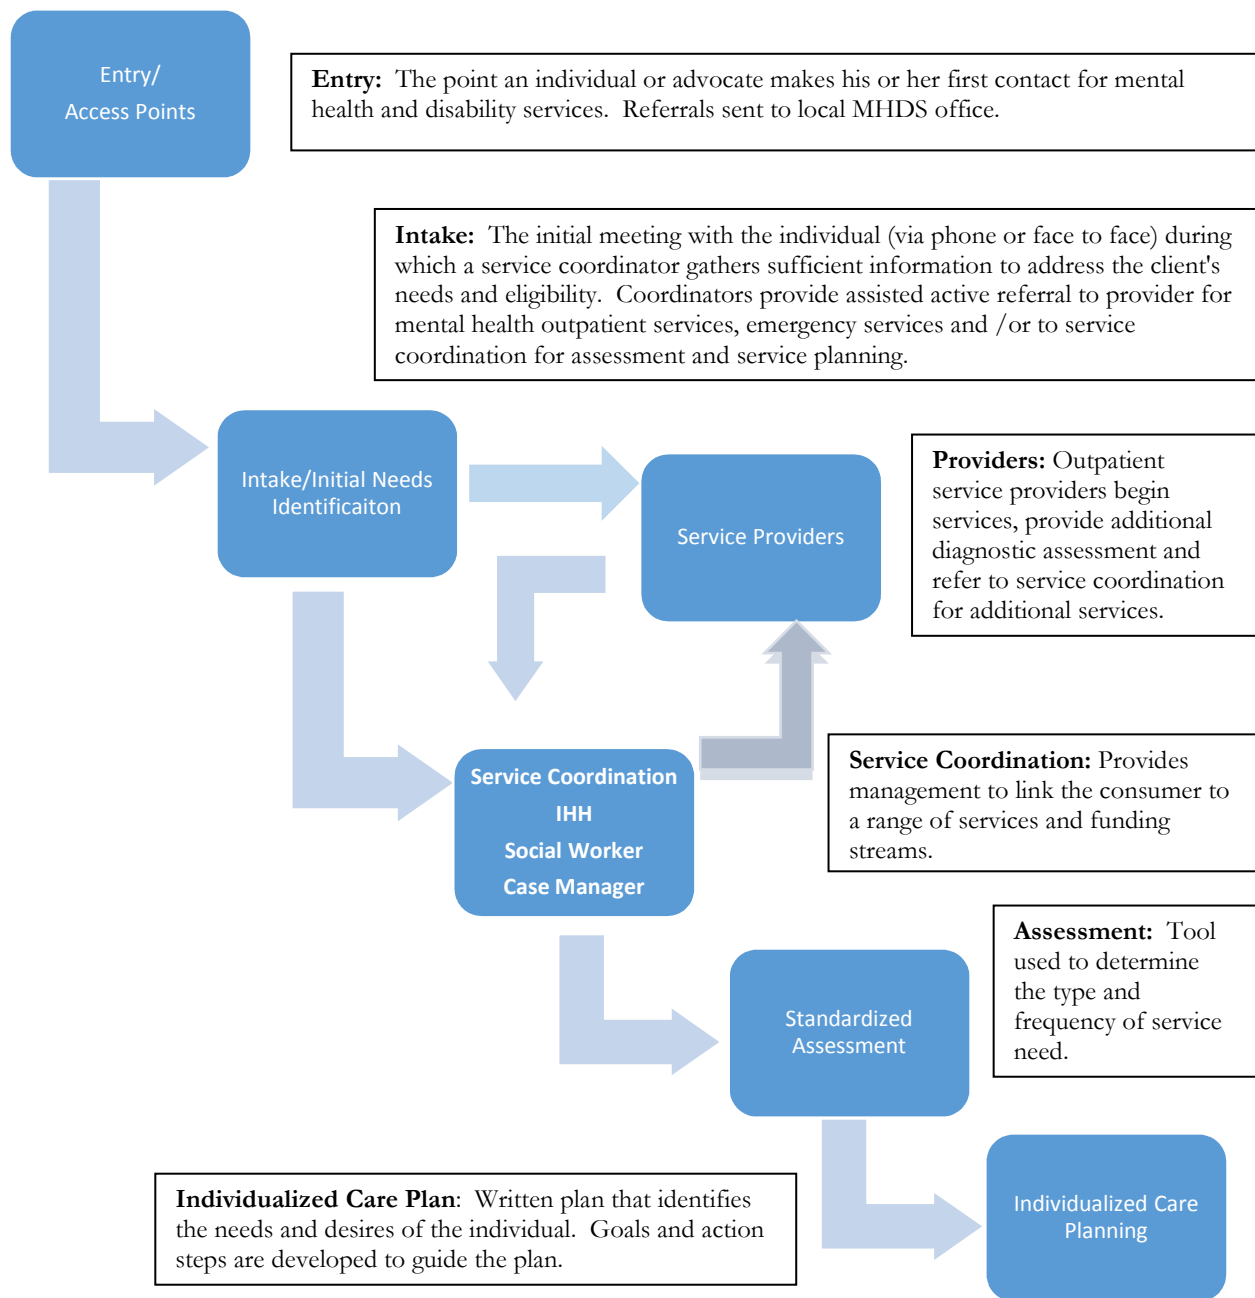 Entry/
Access Points
Entry:  The point an individual or advocate makes his or her first contact for mental
health and disability services.  Referrals sent to local MHDS office.
Intake:  The initial meeting with the individual (via phone or face to face) during
which a service coordinator gathers sufficient information to address the client's
needs and eligibility.  Coordinators provide assisted active referral to provider for
mental health outpatient services, emergency services and /or to service
coordination for assessment and service planning.
Intake/Initial Needs
Identificaiton
Service Providers
Providers: Outpatient
service providers begin
services, provide additional
diagnostic assessment and
refer to service coordination
for additional services.
Service Coordination
IHH
Social Worker
Case Manager
Service Coordination: Provides
management to link the consumer to
a range of services and funding
streams.
Standardized
Assessment
Assessment:  Tool
used to determine
the type and
frequency of service
need.
Individualized Care Plan:  Written plan that identifies
the needs and desires of the individual.  Goals and action
steps are developed to guide the plan.
Individualized Care
Planning